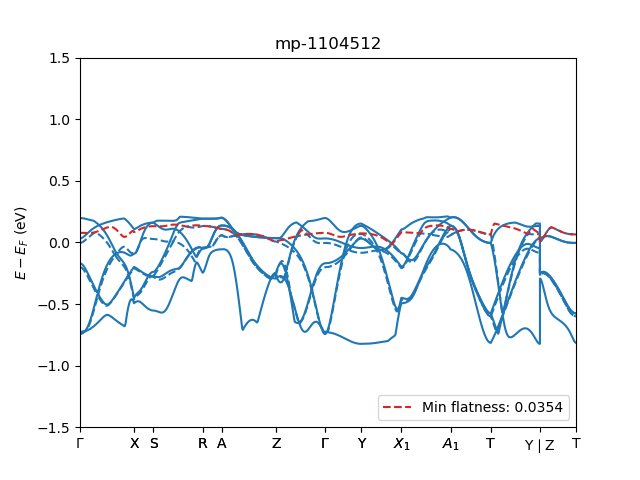 mp-1104512
E − E_F (eV)
1.5
1.0
0.5
0.0
−0.5
−1.0
−1.5
Min flatness: 0.0354
Γ X S R A Z Γ Y X₁ A₁ T Y | Z T